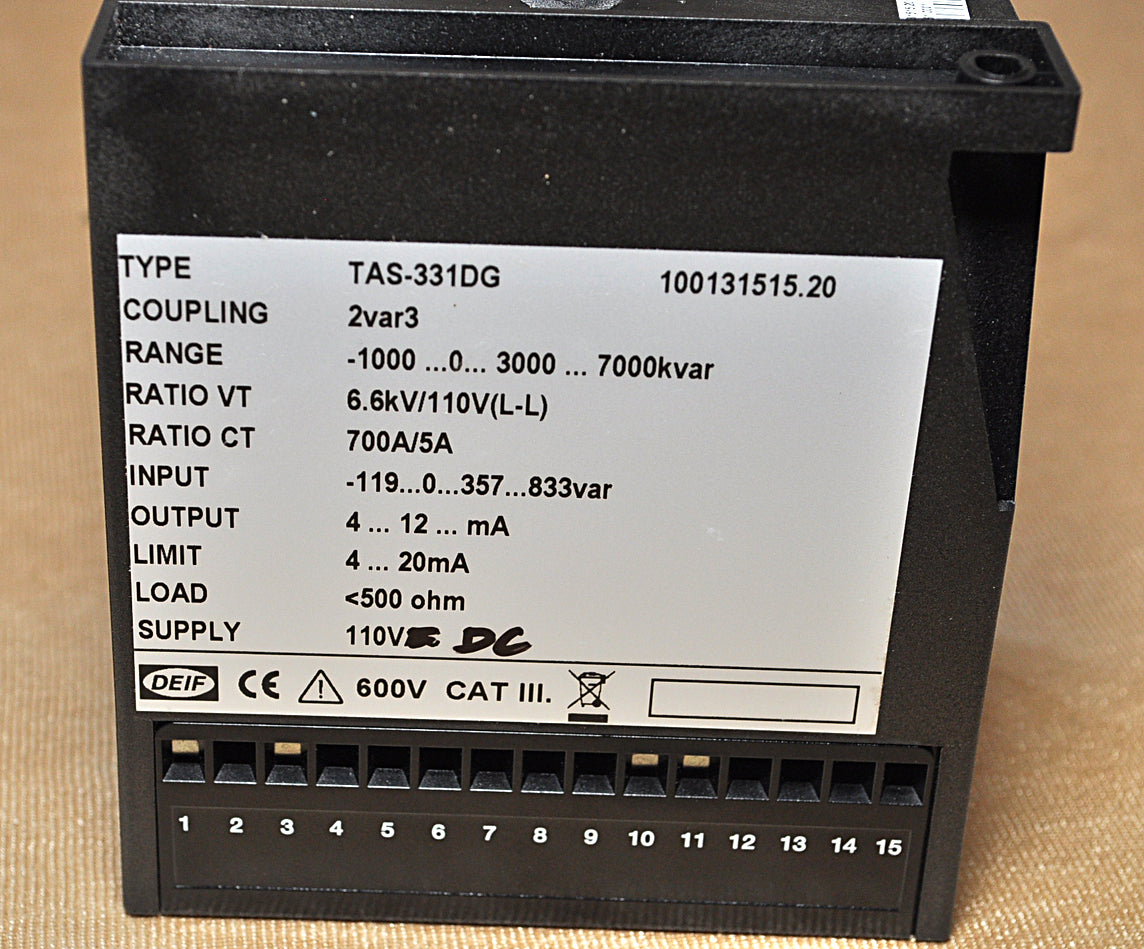 TYPE TAS-331DG 100131515.20
COUPLING 2var3
RANGE -1000 ...0... 3000 ... 7000kvar
RATIO VT 6.6kV/110V(L-L)
RATIO CT 700A/5A
INPUT -119...0...357...833var
OUTPUT 4 ... 12 ... mA
LIMIT 4 ... 20mA
LOAD <500 ohm
SUPPLY 110V DC
DEIF CE 600V CAT III.
1 2 3 4 5 6 7 8 9 10 11 12 13 14 15